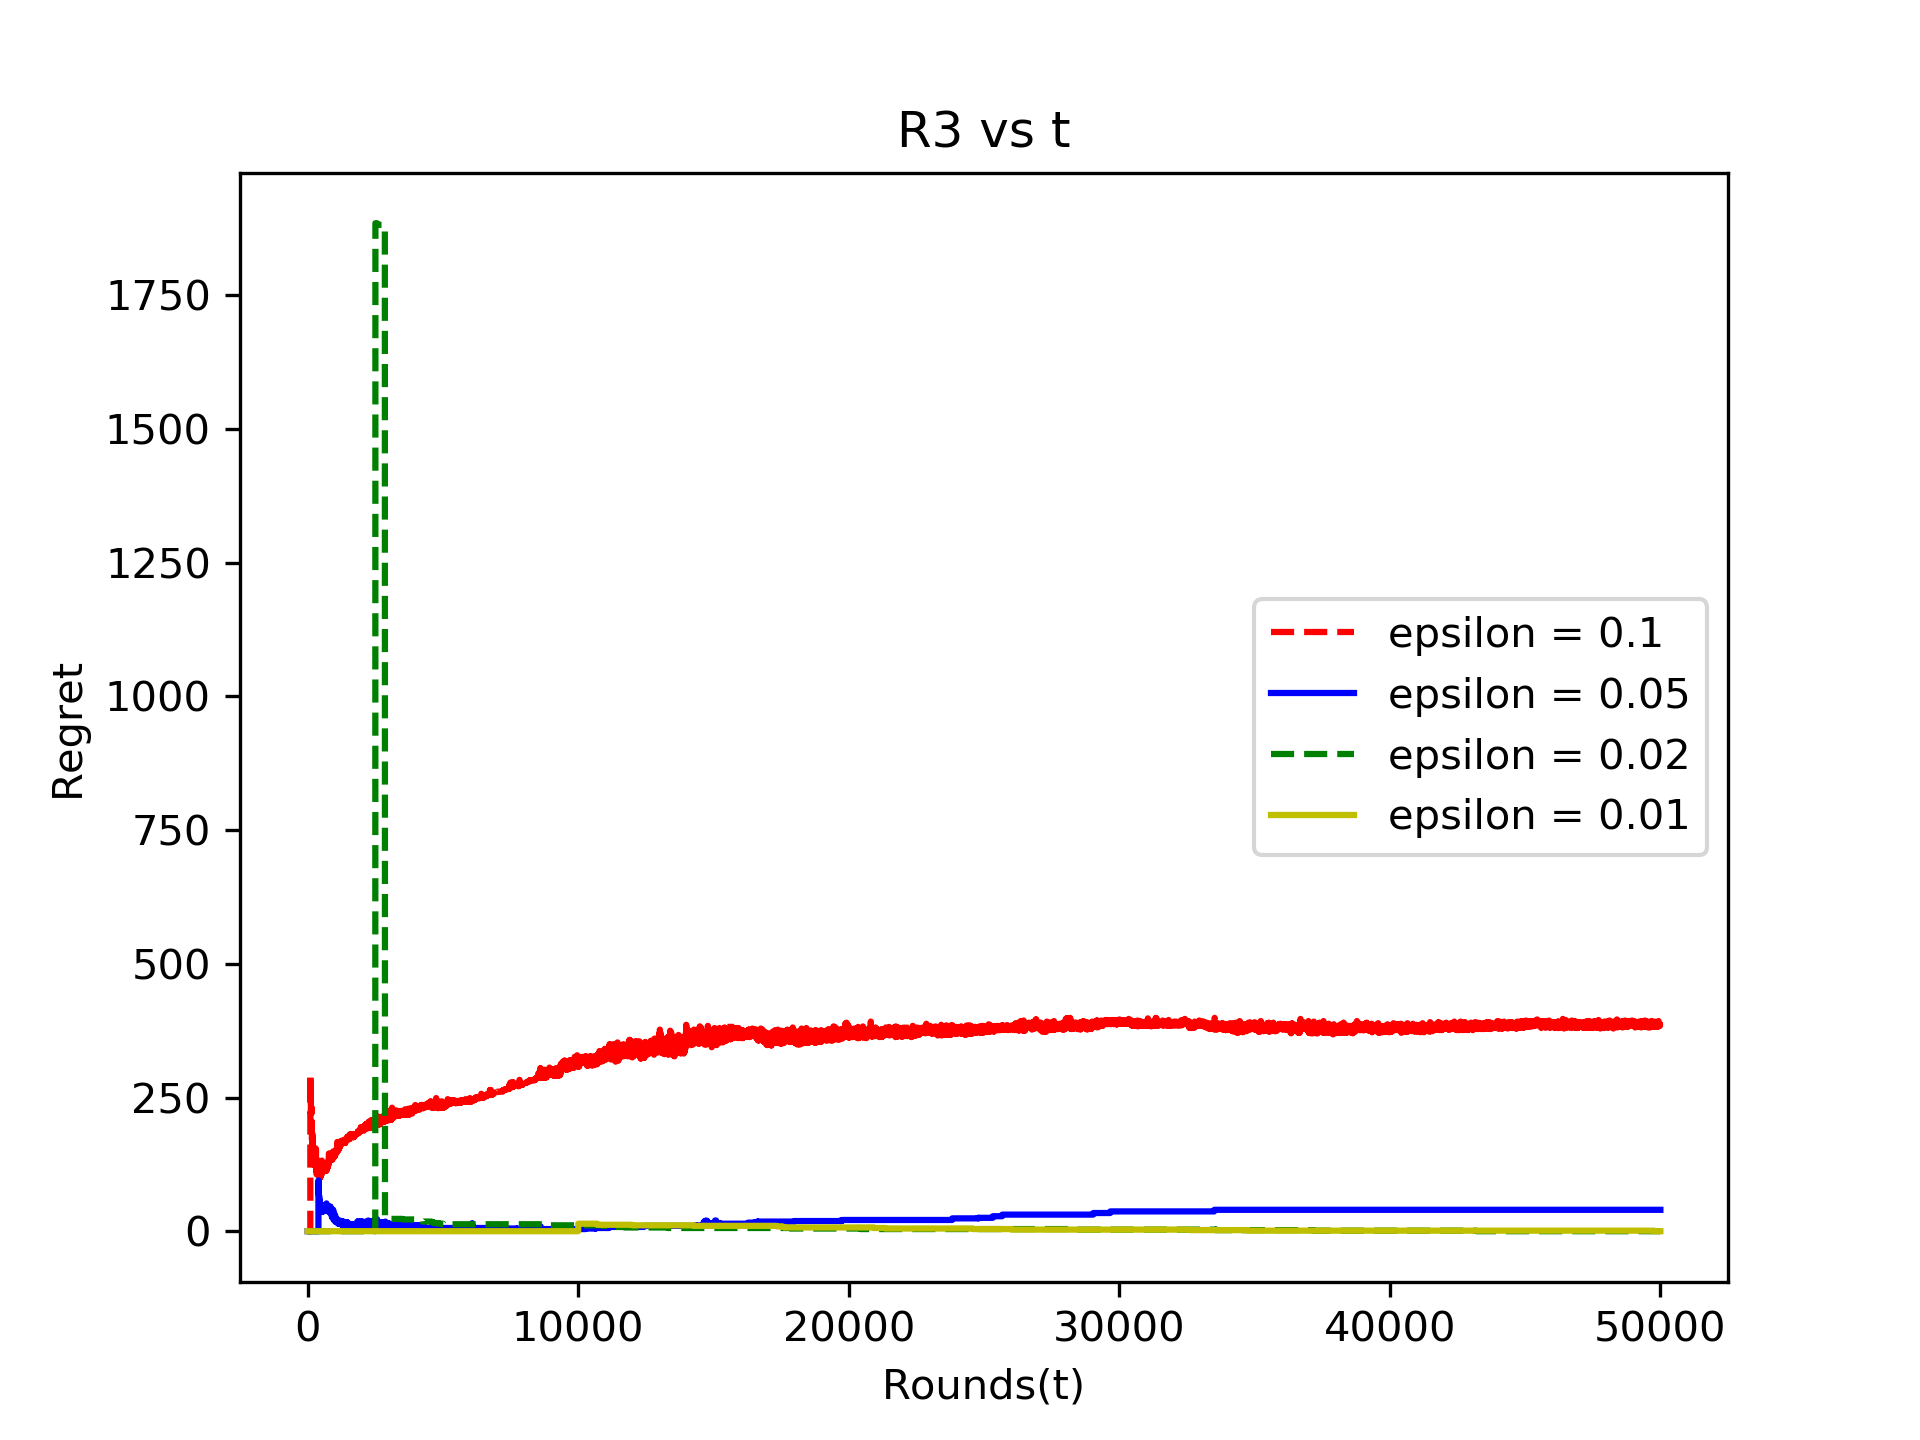 R3 vs t
1750
1500
1250
1000
750
500
250
0
Regret
epsilon = 0.1
epsilon = 0.05
epsilon = 0.02
epsilon = 0.01
0 10000 20000 30000 40000 50000
Rounds(t)